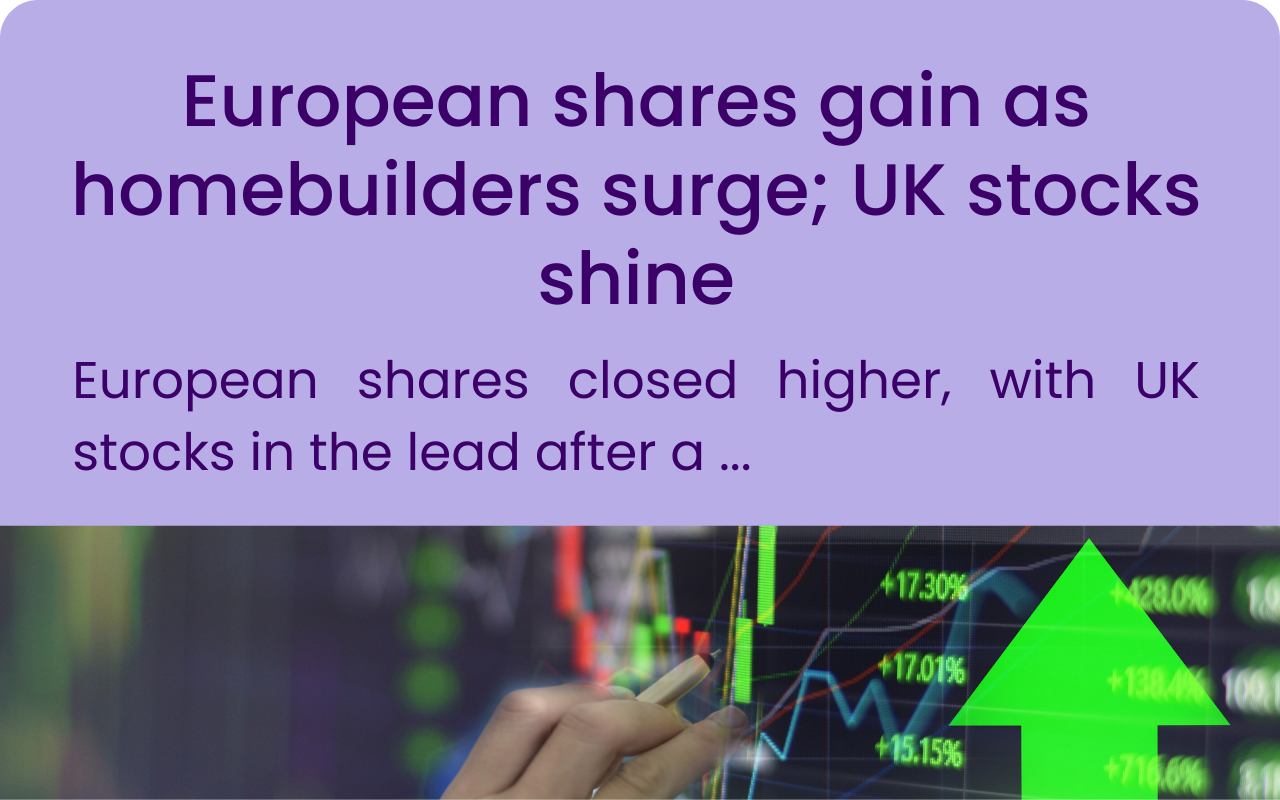 European shares gain as
homebuilders surge; UK stocks
shine
European shares closed higher, with UK
stocks in the lead after a ...
+17.30%
+428.0%
+17.01%
+138.4%
+15.15%
+716.6%